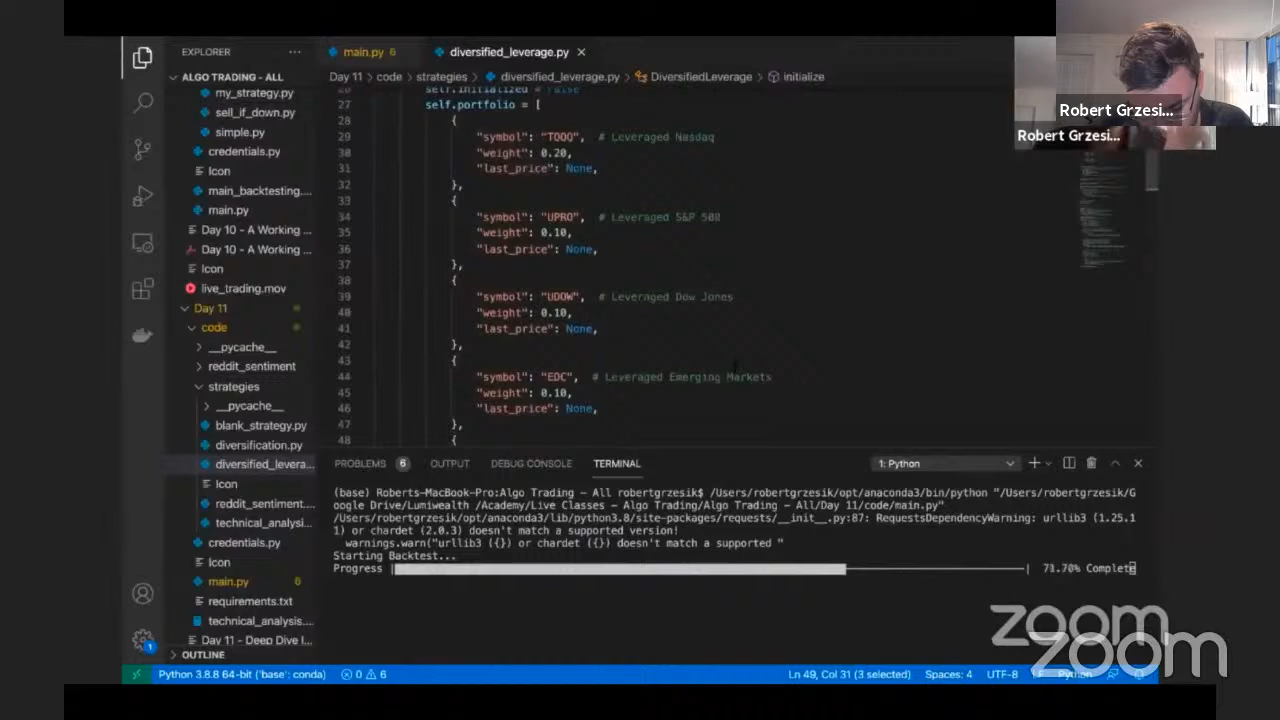 EXPLORER
ALGO TRADING - ALL
my_strategy.py
sell_if_down.py
simple.py
credentials.py
Icon
main_backtesting....
main.py
Day 10 - A Working ...
Day 10 - A Working ...
Icon
live_trading.mov
Day 11
code
__pycache__
reddit_sentiment
strategies
__pycache__
blank_strategy.py
diversification.py
diversified_levera...
Icon
reddit_sentiment....
technical_analysi...
credentials.py
Icon
main.py 6
requirements.txt
technical_analysis....
Day 11 - Deep Dive I...
OUTLINE
main.py 6
diversified_leverage.py
Day 11 > code > strategies > diversified_leverage.py > DiversifiedLeverage > initialize
26 self.initialized = False
27 self.portfolio = [
28 {
29 "symbol": "TQQQ", # Leveraged Nasdaq
30 "weight": 0.20,
31 "last_price": None,
32 },
33 {
34 "symbol": "UPRO", # Leveraged S&P 500
35 "weight": 0.10,
36 "last_price": None,
37 },
38 {
39 "symbol": "UDOW", # Leveraged Dow Jones
40 "weight": 0.10,
41 "last_price": None,
42 },
43 {
44 "symbol": "EDC", # Leveraged Emerging Markets
45 "weight": 0.10,
46 "last_price": None,
47 },
48 {
PROBLEMS 6 OUTPUT DEBUG CONSOLE TERMINAL 1: Python
(base) Roberts-MacBook-Pro:Algo Trading - All robertgrzesik$ /Users/robertgrzesik/opt/anaconda3/bin/python "/Users/robertgrzesik/G
oogle Drive/Lumiwealth /Academy/Live Classes - Algo Trading/Algo Trading - All/Day 11/code/main.py"
/Users/robertgrzesik/opt/anaconda3/lib/python3.8/site-packages/requests/__init__.py:87: RequestsDependencyWarning: urllib3 (1.25.1
1) or chardet (2.0.3) doesn't match a supported version!
warnings.warn("urllib3 ({}) or chardet ({}) doesn't match a supported "
Starting Backtest...
Progress | | 71.70% Complete
Python 3.8.8 64-bit ('base': conda) 0 6
Ln 49, Col 31 (3 selected) Spaces: 4 UTF-8 Python
1
Robert Grzesi...
Robert Grzesi...
zoom
zoom